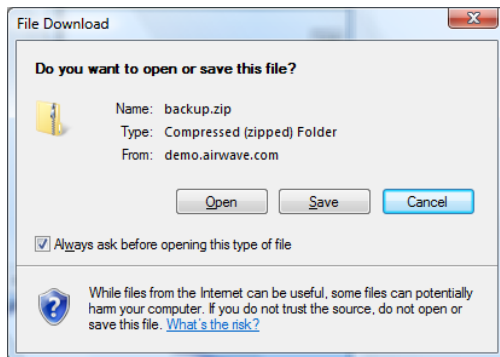 File Download
Do you want to open or save this file?
Name: backup.zip
Type: Compressed (zipped) Folder
From: demo.airwave.com
Open Save Cancel
Always ask before opening this type of file
While files from the Internet can be useful, some files can potentially
harm your computer. If you do not trust the source, do not open or
save this file. What's the risk?